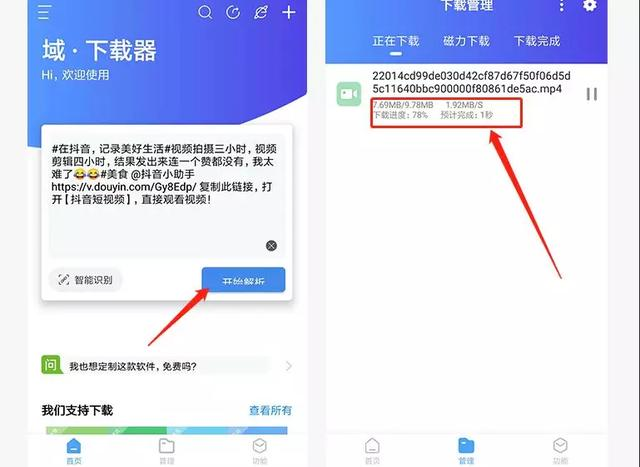 域·下载器
Hi, 欢迎使用
#在抖音，记录美好生活#视频拍摄三小时，视频
剪辑四小时，结果发出来连一个赞都没有，我太
难了😂😂#美食 @抖音小助手
https://v.douyin.com/Gy8Edp/ 复制此链接，打
开【抖音短视频】，直接观看视频！
智能识别
开始解析
问
我也想定制这款软件，免费吗？
我们支持下载
查看所有
首页
管理
功能
下载管理
正在下载
磁力下载
下载完成
22014cd99de030d42cf87d67f50f06d5d
5c11640bbc900000f80861de5ac.mp4
7.69MB/9.78MB 1.92MB/S
下载进度：78% 预计完成：1秒
首页
管理
功能